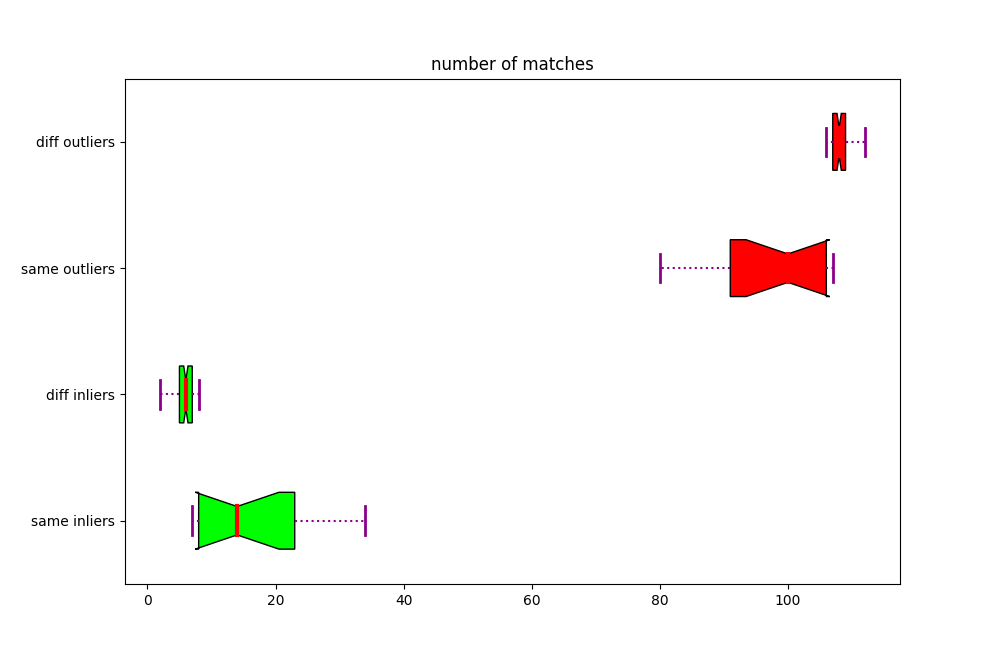 number of matches
diff outliers
same outliers
diff inliers
same inliers
0 20 40 60 80 100